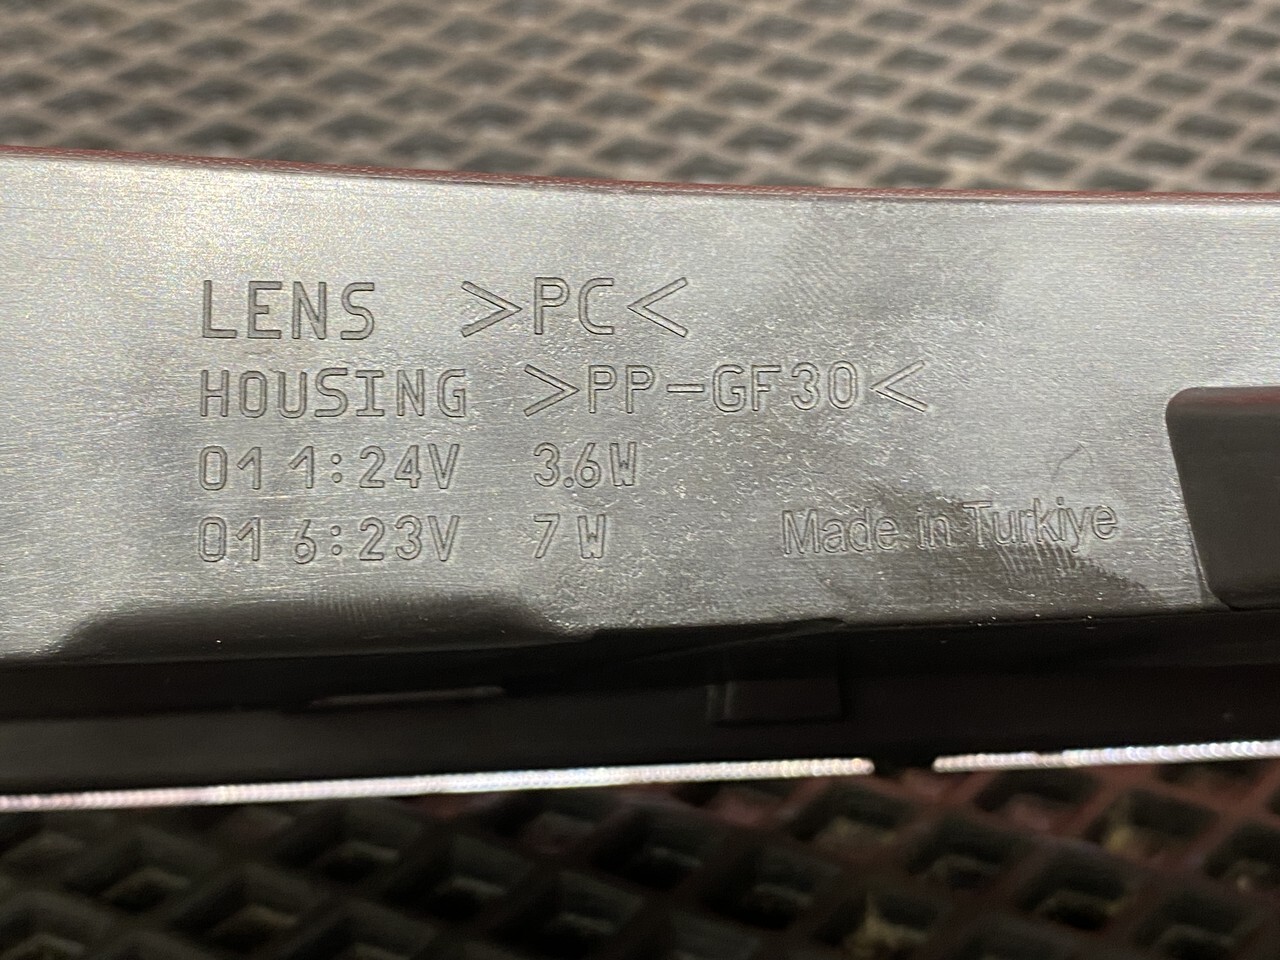 LENS >PC<
HOUSING >PP-GF30<
01 1:24V 3.6W
01 6:23V 7W
Made in Turkiye